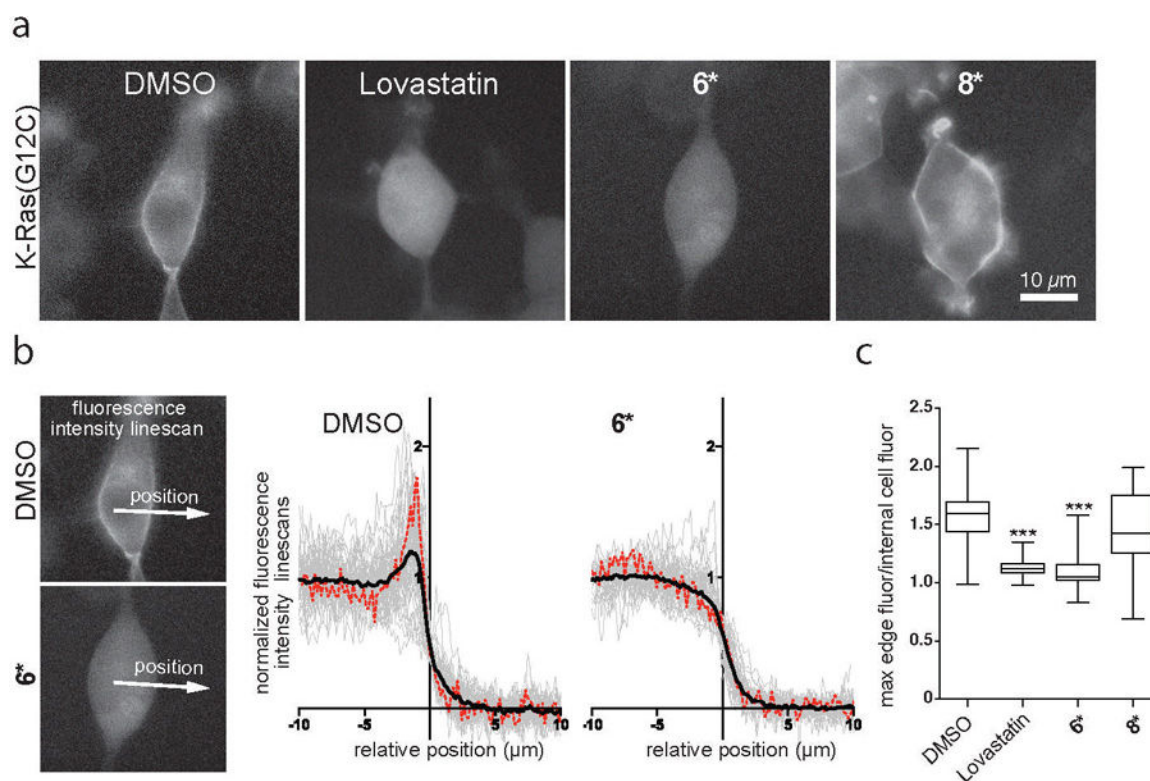 a
K-Ras(G12C)
DMSO
Lovastatin
6*
8*
10 µm
b
DMSO
fluorescence
intensity linescan
position
6*
position
normalized fluorescence
intensity linescans
DMSO
2
1
-10 -5 0 5 10
relative position (µm)
6*
2
1
-10 -5 0 5 10
relative position (µm)
c
max edge fluor/internal cell fluor
2.5
2.0
1.5
1.0
0.5
0
***
***
DMSO
Lovastatin
6*
8*